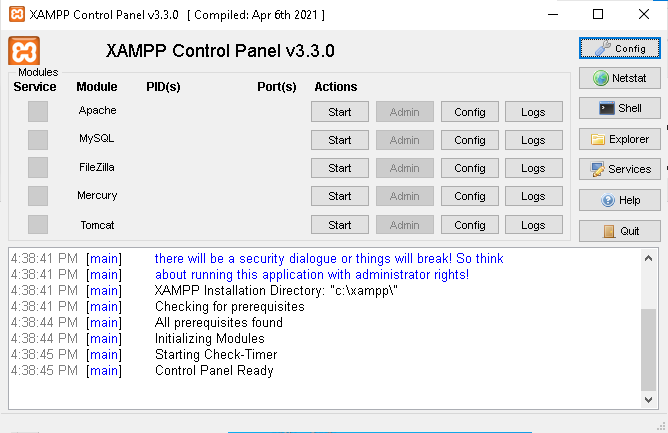 XAMPP Control Panel v3.3.0 [ Compiled: Apr 6th 2021 ]
XAMPP Control Panel v3.3.0
Config
Modules
Netstat
Service Module PID(s) Port(s) Actions
Apache Start Admin Config Logs
Shell
MySQL Start Admin Config Logs
Explorer
FileZilla Start Admin Config Logs
Services
Mercury Start Admin Config Logs
Help
Tomcat Start Admin Config Logs
Quit
4:38:41 PM [main] there will be a security dialogue or things will break! So think
4:38:41 PM [main] about running this application with administrator rights!
4:38:41 PM [main] XAMPP Installation Directory: "c:\xampp\"
4:38:41 PM [main] Checking for prerequisites
4:38:44 PM [main] All prerequisites found
4:38:44 PM [main] Initializing Modules
4:38:45 PM [main] Starting Check-Timer
4:38:45 PM [main] Control Panel Ready